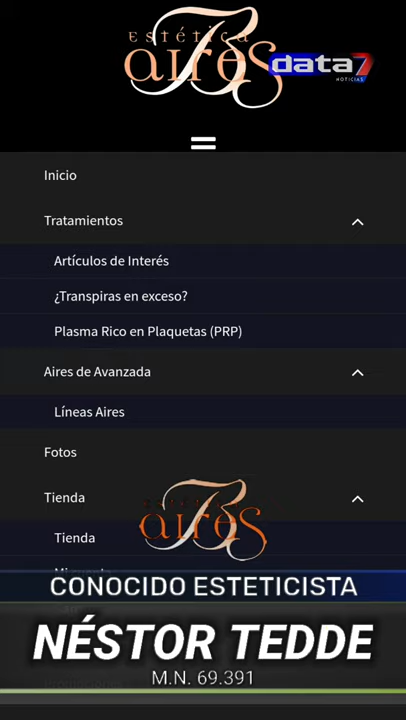 Estética
B
aires
data7
NOTICIAS
Inicio
Tratamientos
Artículos de Interés
¿Transpiras en exceso?
Plasma Rico en Plaquetas (PRP)
Aires de Avanzada
Líneas Aires
Fotos
Tienda
estética
B
aires
Tienda
CONOCIDO ESTETICISTA
NÉSTOR TEDDE
M.N. 69.391